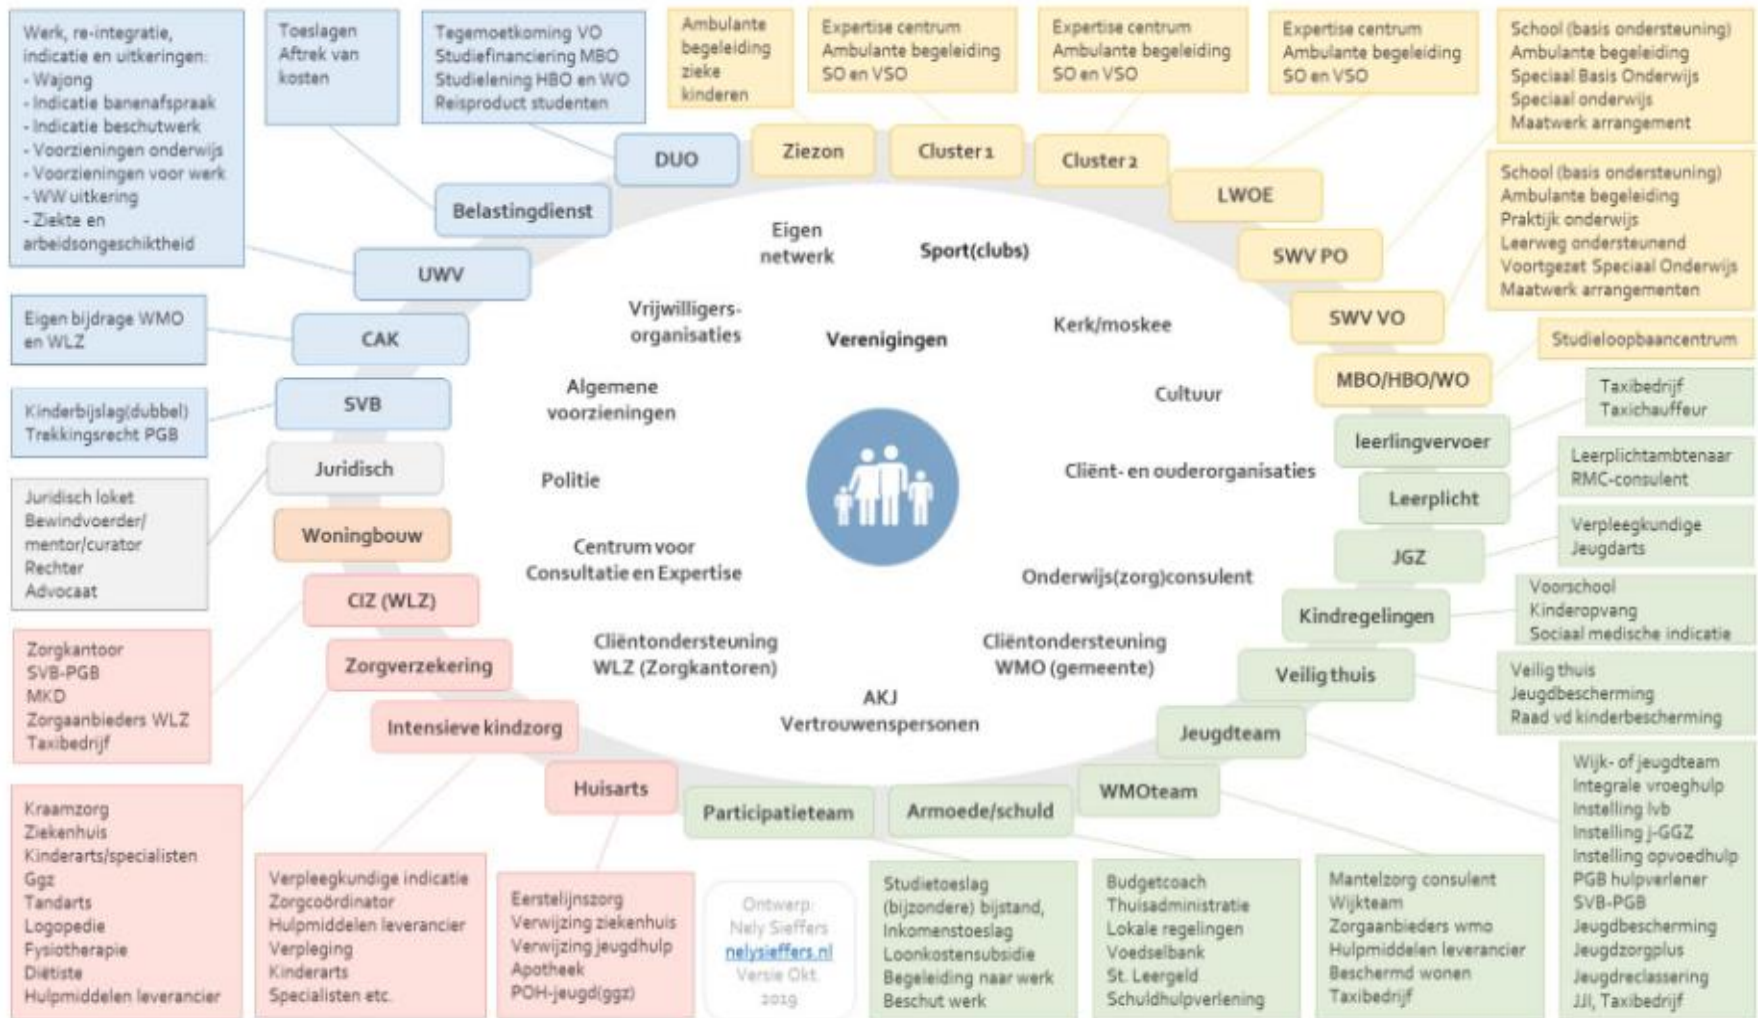 Werk, re-integratie,
indicatie en uitkeringen:
- Wajong
- Indicatie banenafspraak
- Indicatie beschutwerk
- Voorzieningen onderwijs
- Voorzieningen voor werk
- WW uitkering
- Ziekte en
arbeidsongeschiktheid
Toeslagen
Aftrek van
kosten
Tegemoetkoming VO
Studiefinanciering MBO
Studielening HBO en WO
Reisproduct studenten
Ambulante
begeleiding
zieke
kinderen
Expertise centrum
Ambulante begeleiding
SO en VSO
Expertise centrum
Ambulante begeleiding
SO en VSO
Expertise centrum
Ambulante begeleiding
SO en VSO
School (basis ondersteuning)
Ambulante begeleiding
Speciaal Basis Onderwijs
Speciaal onderwijs
Maatwerk arrangement
DUO
Ziezon
Cluster 1
Cluster 2
LWOE
Belastingdienst
UWV
SWV PO
School (basis ondersteuning)
Ambulante begeleiding
Praktijk onderwijs
Leerweg ondersteunend
Voortgezet Speciaal Onderwijs
Maatwerk arrangementen
Eigen
netwerk
Sport(clubs)
Eigen bijdrage WMO
en WLZ
CAK
Vrijwilligers-
organisaties
Verenigingen
Kerk/moskee
SWV VO
Studieloopbaancentrum
MBO/HBO/WO
Kinderbijslag(dubbel)
Trekkingsrecht PGB
SVB
Algemene
voorzieningen
Cultuur
Taxibedrijf
Taxichauffeur
leerlingvervoer
Juridisch
Politie
Cliënt- en ouderorganisaties
Leerplichtambtenaar
RMC-consulent
Leerplicht
Juridisch loket
Bewindvoerder/
mentor/curator
Rechter
Advocaat
Woningbouw
Centrum voor
Consultatie en Expertise
Onderwijs(zorg)consulent
JGZ
Verpleegkundige
Jeugdarts
CIZ (WLZ)
Kindregelingen
Voorschool
Kinderopvang
Sociaal medische indicatie
Zorgkantoor
SVB-PGB
MKD
Zorgaanbieders WLZ
Taxibedrijf
Zorgverzekering
Cliëntondersteuning
WLZ (Zorgkantoren)
Cliëntondersteuning
WMO (gemeente)
Veilig thuis
Veilig thuis
Jeugdbescherming
Raad vd kinderbescherming
Intensieve kindzorg
AKJ
Vertrouwenspersonen
Jeugdteam
Huisarts
Participatieteam
Armoede/schuld
WMOteam
Wijk- of jeugdteam
Integrale vroeghulp
Instelling lvb
Instelling j-GGZ
Instelling opvoedhulp
PGB hulpverlener
SVB-PGB
Jeugdbescherming
Jeugdzorgplus
Jeugdreclassering
JJI, Taxibedrijf
Kraamzorg
Ziekenhuis
Kinderarts/specialisten
Ggz
Tandarts
Logopedie
Fysiotherapie
Diëtiste
Hulpmiddelen leverancier
Verpleegkundige indicatie
Zorgcoördinator
Hulpmiddelen leverancier
Verpleging
Kinderarts
Specialisten etc.
Eerstelijnszorg
Verwijzing ziekenhuis
Verwijzing jeugdhulp
Apotheek
POH-jeugd(ggz)
Ontwerp:
Nely Sieffers
nelysieffers.nl
Versie Okt.
2019
Studietoeslag
(bijzondere) bijstand,
Inkomenstoeslag
Loonkostensubsidie
Begeleiding naar werk
Beschut werk
Budgetcoach
Thuisadministratie
Lokale regelingen
Voedselbank
St. Leergeld
Schuldhulpverlening
Mantelzorg consulent
Wijkteam
Zorgaanbieders wmo
Hulpmiddelen leverancier
Beschermd wonen
Taxibedrijf